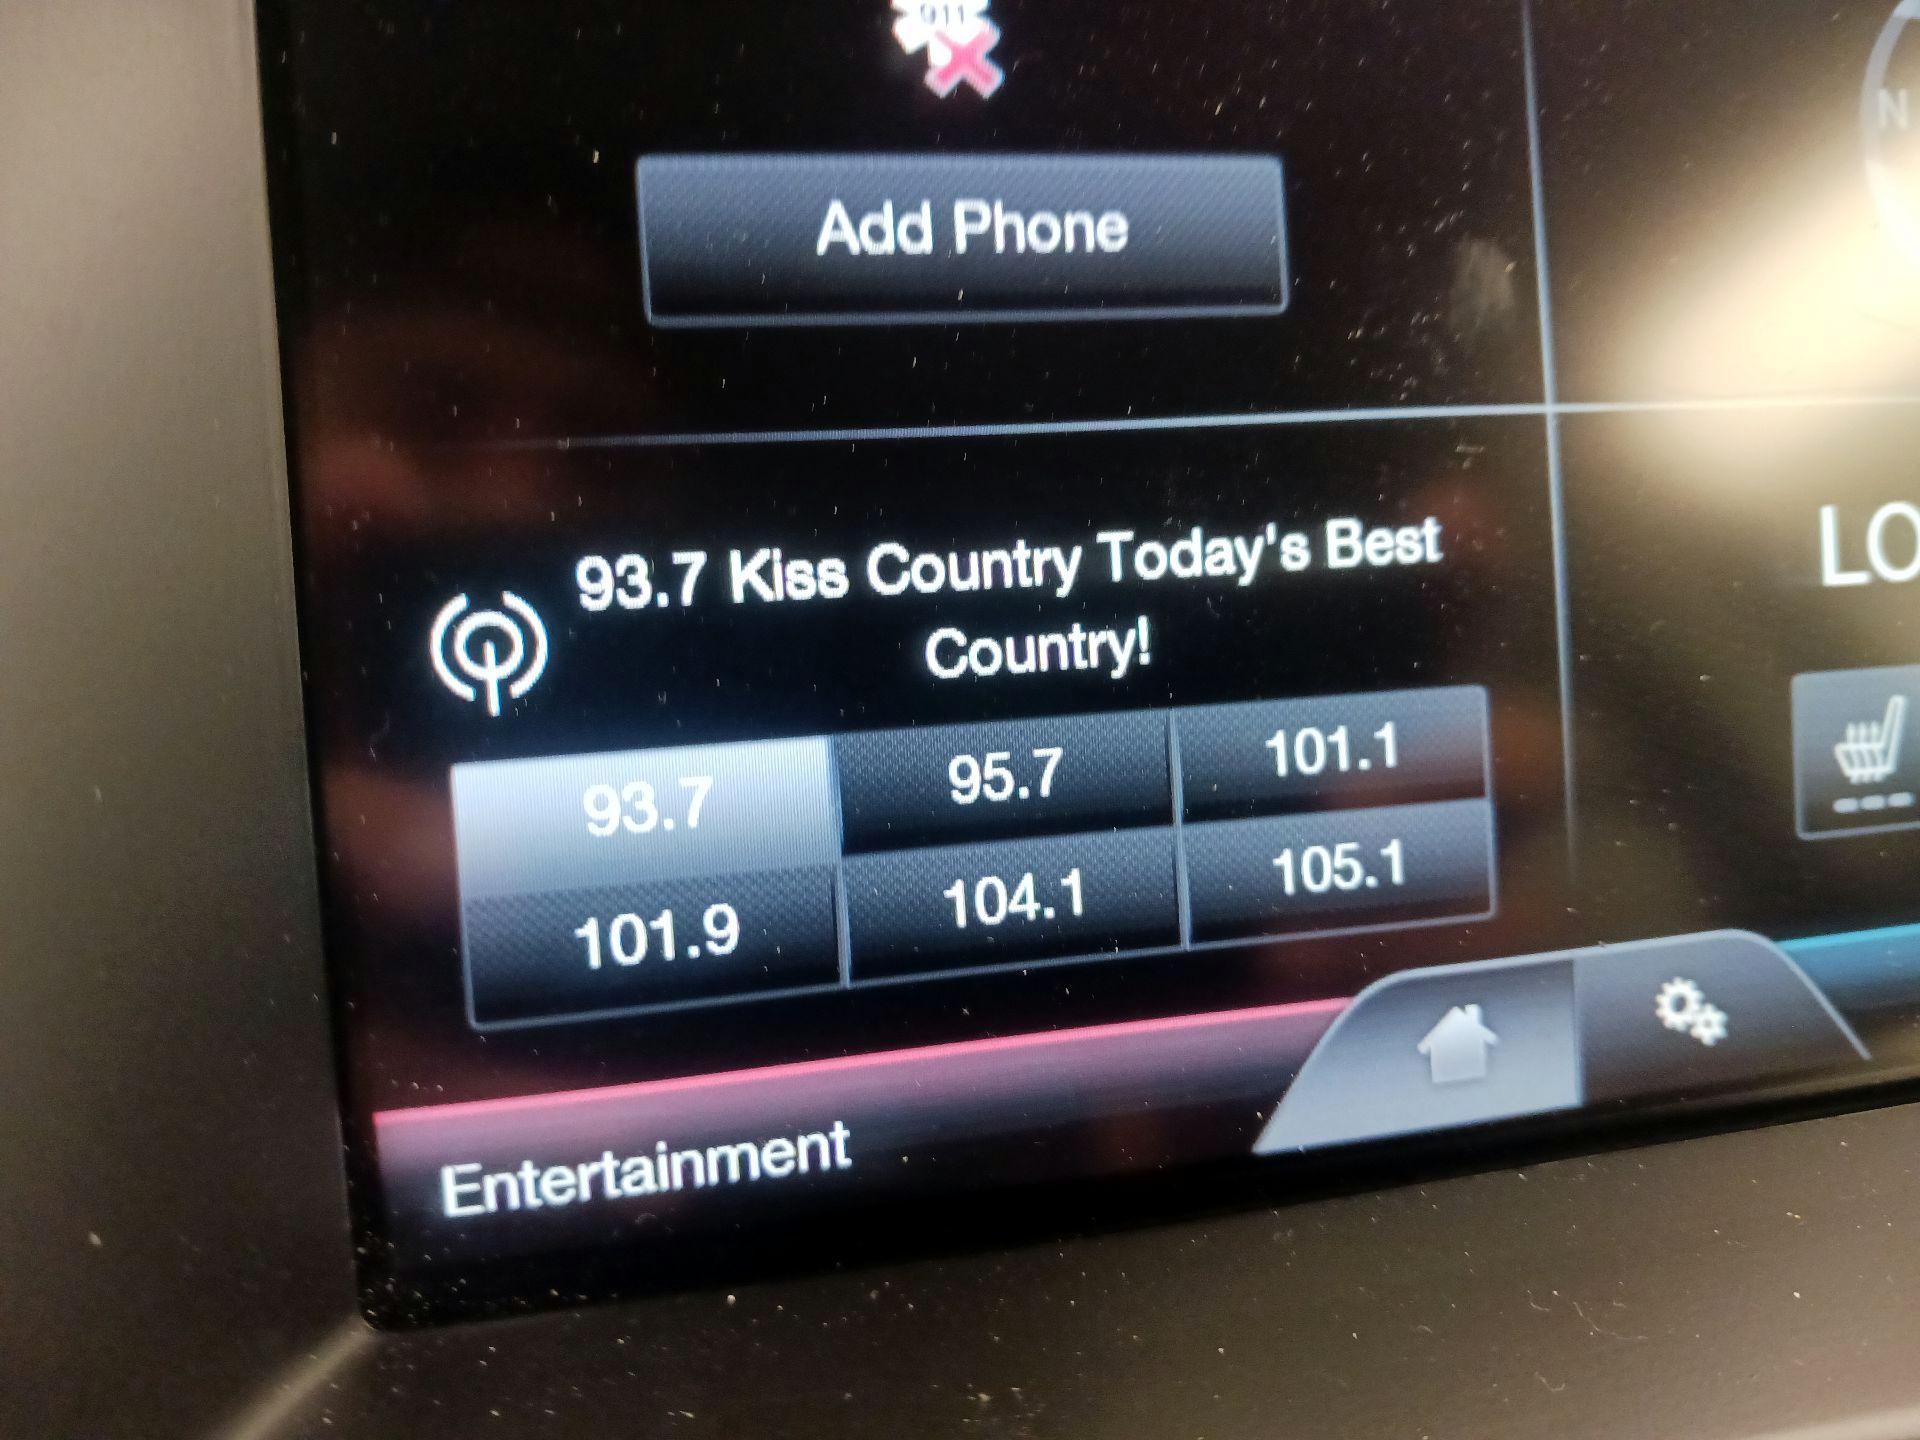 911
Add Phone
N
93.7 Kiss Country Today's Best
Country!
LO
93.7 95.7 101.1
101.9 104.1 105.1
Entertainment